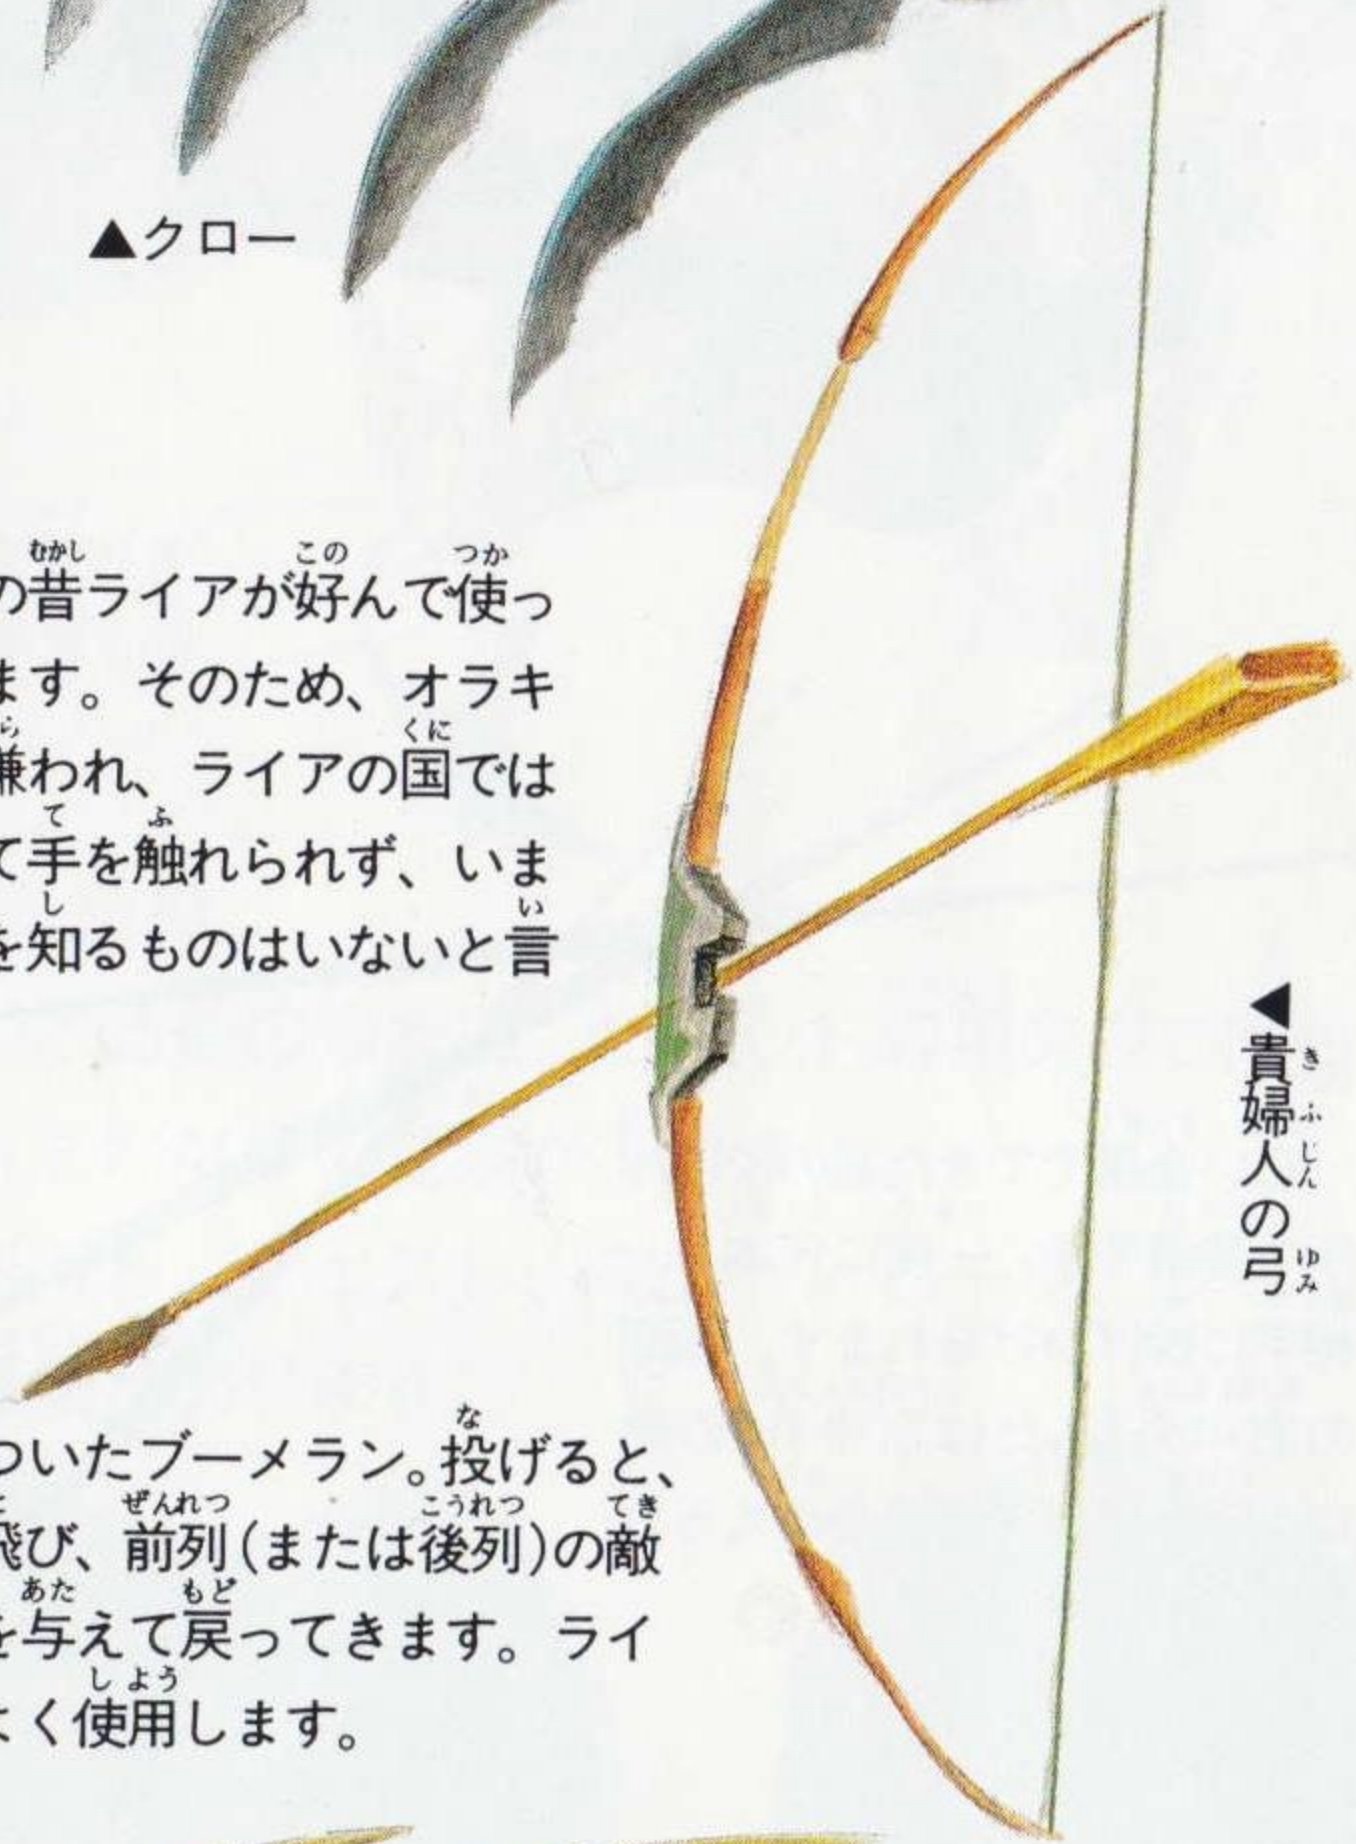 ▲クロー
の昔ライアが好んで使っ
ます。そのため、オラキ
嫌われ、ライアの国では
て手を触れられず、いま
を知るものはいないと言
◀貴婦人の弓
ついたブーメラン。投げると、
飛び、前列(または後列)の敵
を与えて戻ってきます。ライ
よく使用します。